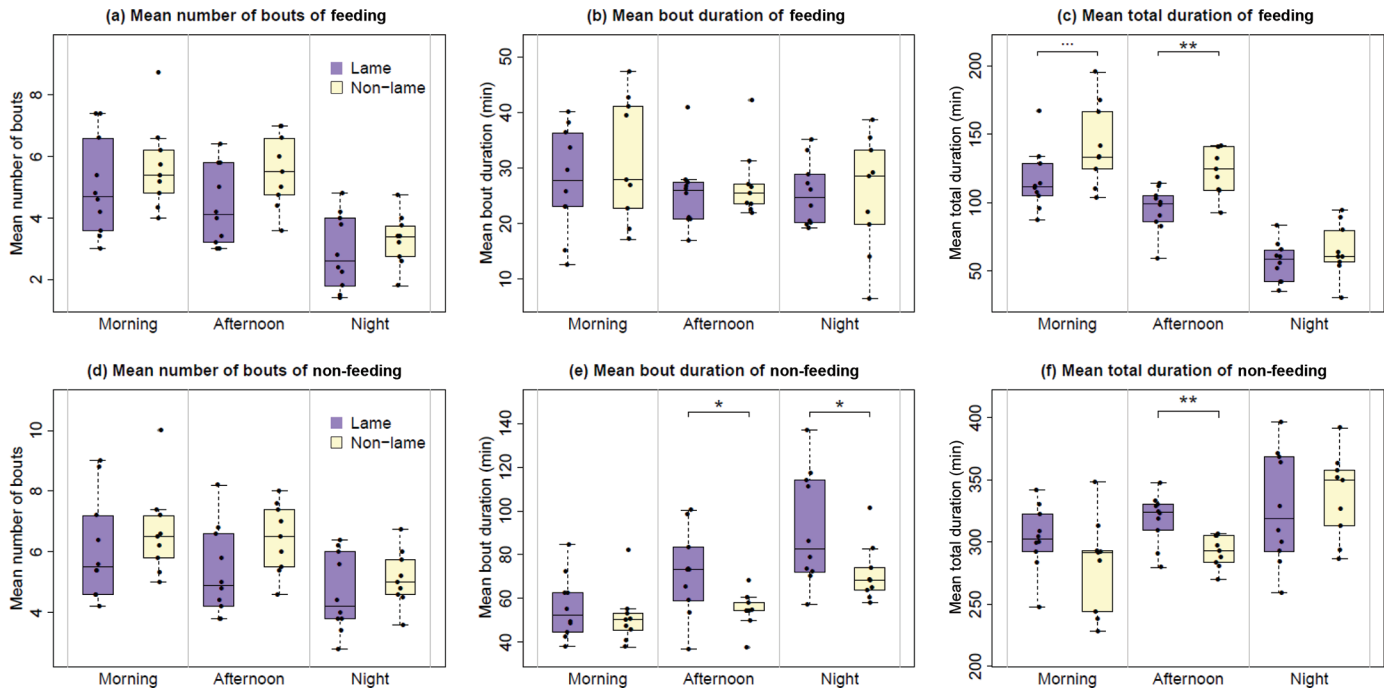 (a) Mean number of bouts of feeding
Mean number of bouts
8
6
4
2
Lame
Non−lame
Morning Afternoon Night
(b) Mean bout duration of feeding
Mean bout duration (min)
50
40
30
20
10
Morning Afternoon Night
(c) Mean total duration of feeding
Mean total duration (min)
200
150
100
50
...
**
Morning Afternoon Night
(d) Mean number of bouts of non-feeding
Mean number of bouts
10
8
6
4
Lame
Non−lame
Morning Afternoon Night
(e) Mean bout duration of non-feeding
Mean bout duration (min)
140
120
100
80
60
40
*
*
Morning Afternoon Night
(f) Mean total duration of non-feeding
Mean total duration (min)
400
350
300
250
200
**
Morning Afternoon Night